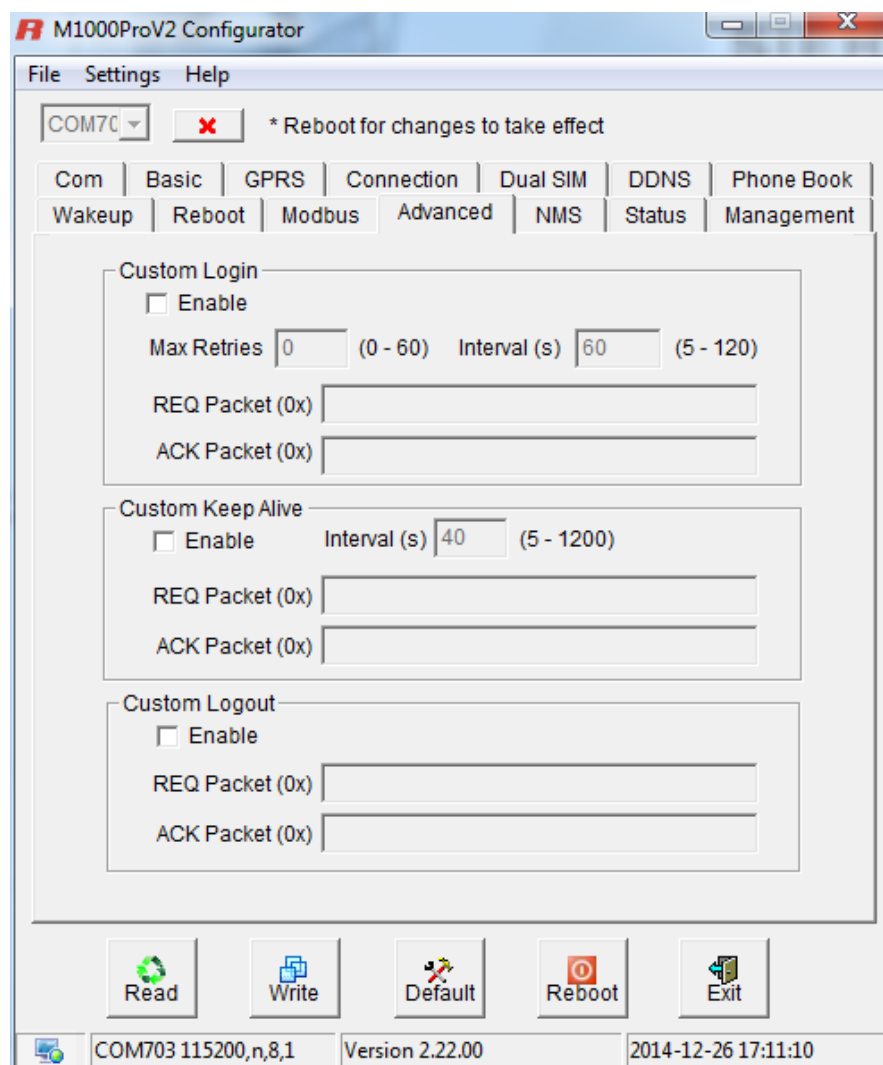 R M1000ProV2 Configurator
File Settings Help
COM70 * Reboot for changes to take effect
Com Basic GPRS Connection Dual SIM DDNS Phone Book
Wakeup Reboot Modbus Advanced NMS Status Management
Custom Login
Enable
Max Retries 0 (0 - 60) Interval (s) 60 (5 - 120)
REQ Packet (0x)
ACK Packet (0x)
Custom Keep Alive
Enable Interval (s) 40 (5 - 1200)
REQ Packet (0x)
ACK Packet (0x)
Custom Logout
Enable
REQ Packet (0x)
ACK Packet (0x)
Read Write Default Reboot Exit
COM703 115200,n,8,1 Version 2.22.00 2014-12-26 17:11:10